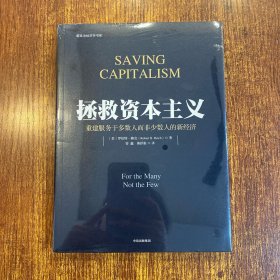 SAVING
CAPITALISM
拯救资本主义
重建服务于多数人而非少数人的新经济
For the Many
Not the Few
中信出版集团